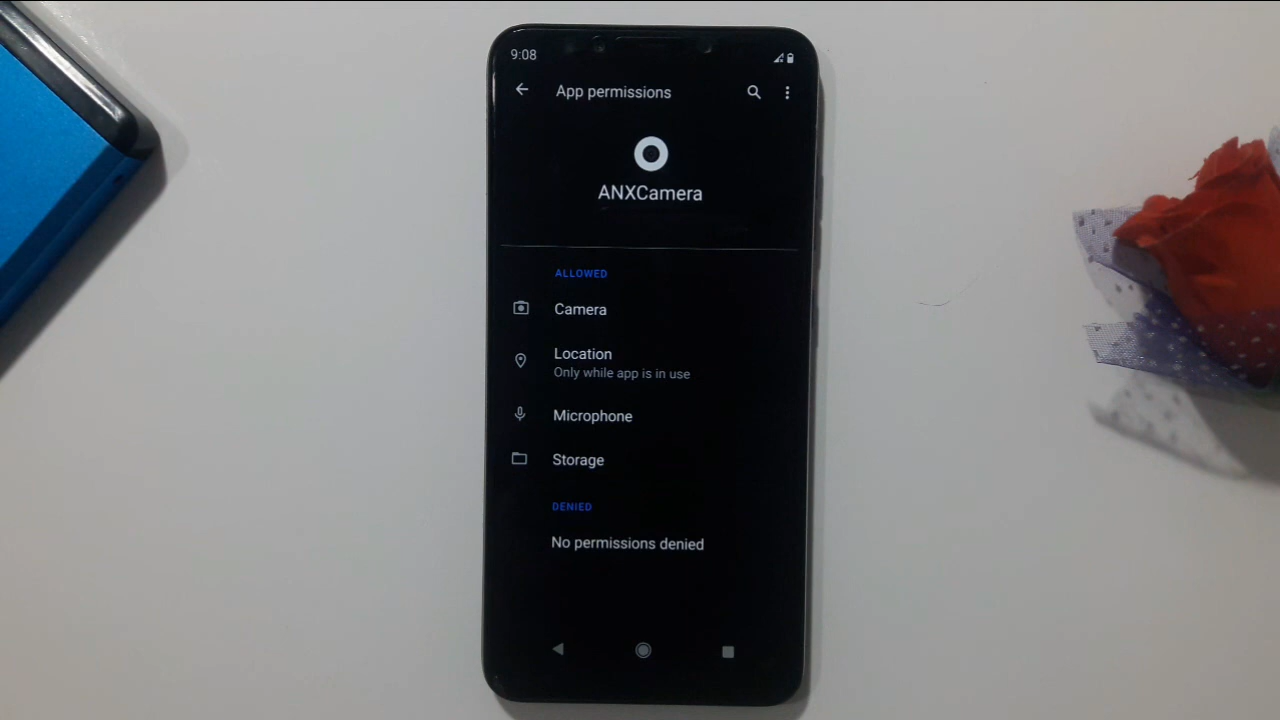 9:08
App permissions
ANXCamera
ALLOWED
Camera
Location
Only while app is in use
Microphone
Storage
DENIED
No permissions denied